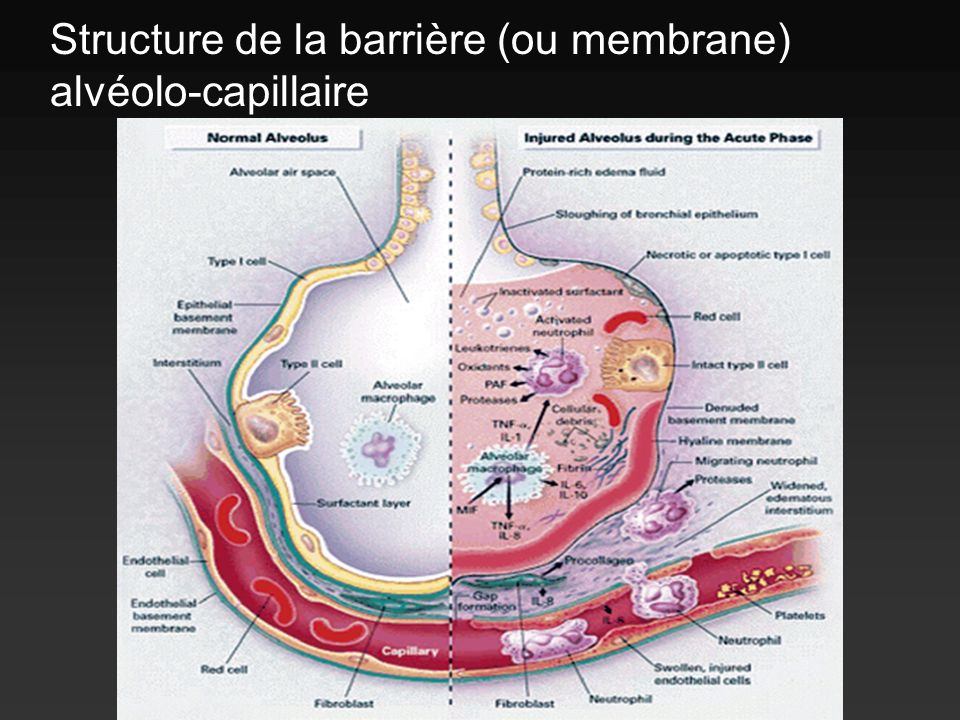 Structure de la barrière (ou membrane)
alvéolo-capillaire
Normal Alveolus
Injured Alveolus during the Acute Phase
Alveolar air space
Protein-rich edema fluid
Sloughing of bronchial epithelium
Type I cell
Necrotic or apoptotic type I cell
Inactivated surfactant
Epithelial
basement
membrane
Red cell
Activated
neutrophil
Leukotrienes
Oxidants
PAF
Proteases
Interstitium
Type II cell
Intact type II cell
Alveolar
macrophage
Cellular
debris
Denuded
basement membrane
TNF-α,
IL-1
Hyaline membrane
Alveolar
macrophage
Fibrin
Migrating neutrophil
Proteases
IL-6,
IL-10
Widened,
edematous
interstitium
Surfactant layer
MIF
TNF-α,
IL-8
Procollagen
Endothelial
cell
Gap
formation
IL-8
IL-8
Endothelial
basement
membrane
Platelets
Capillary
Neutrophil
Red cell
Swollen, injured
endothelial cells
Fibroblast
Fibroblast
Neutrophil